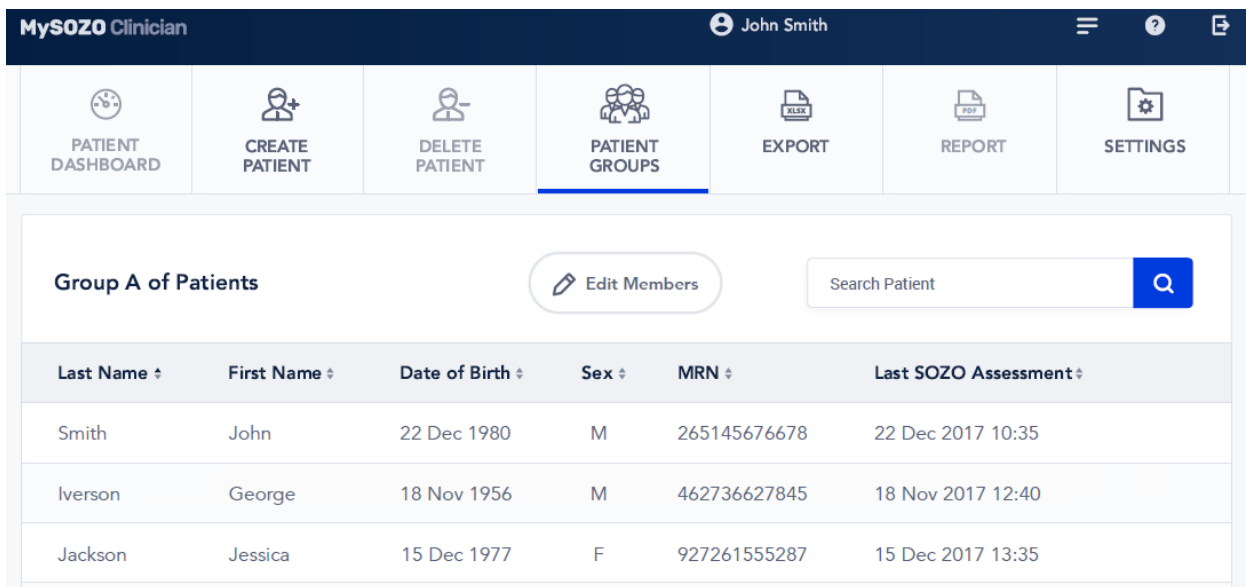 MySOZO Clinician
John Smith
PATIENT DASHBOARD
CREATE PATIENT
DELETE PATIENT
PATIENT GROUPS
XLSX
EXPORT
PDF
REPORT
SETTINGS
Group A of Patients
Edit Members
Search Patient
Last Name First Name Date of Birth Sex MRN Last SOZO Assessment
Smith John 22 Dec 1980 M 265145676678 22 Dec 2017 10:35
Iverson George 18 Nov 1956 M 462736627845 18 Nov 2017 12:40
Jackson Jessica 15 Dec 1977 F 927261555287 15 Dec 2017 13:35